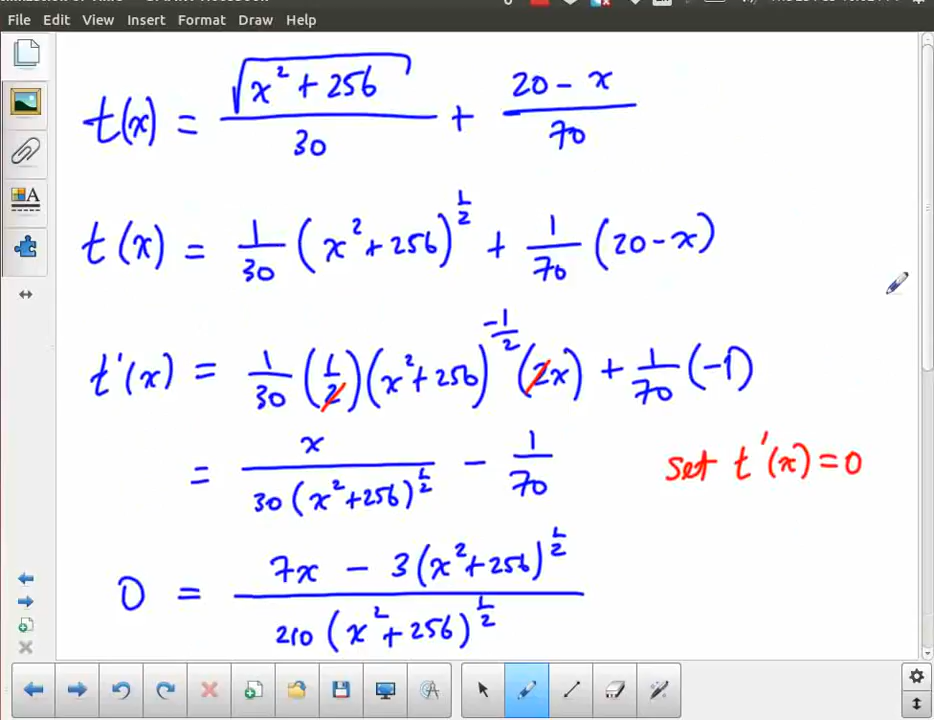 File Edit View Insert Format Draw Help
t(x) = √(x² + 256) / 30 + (20 - x) / 70
t(x) = 1/30 (x² + 256)^(1/2) + 1/70 (20 - x)
t'(x) = 1/30 (1/2)(x² + 256)^(-1/2) (2x) + 1/70 (-1)
= x / 30(x² + 256)^(1/2) - 1/70
set t'(x) = 0
0 = 7x - 3(x² + 256)^(1/2) / 210(x² + 256)^(1/2)